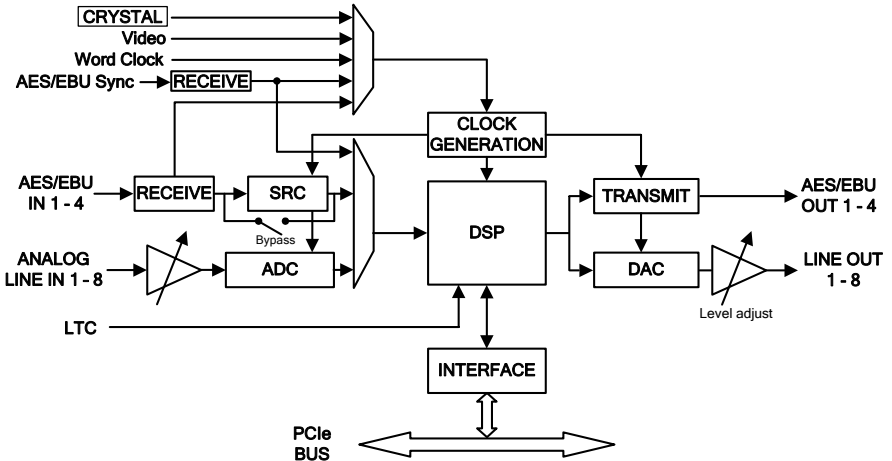 CRYSTAL
Video
Word Clock
AES/EBU Sync
RECEIVE
CLOCK
GENERATION
AES/EBU
IN 1 - 4
RECEIVE
SRC
Bypass
DSP
TRANSMIT
AES/EBU
OUT 1 - 4
ANALOG
LINE IN 1 - 8
ADC
DAC
LINE OUT
1 - 8
Level adjust
LTC
INTERFACE
PCIe
BUS